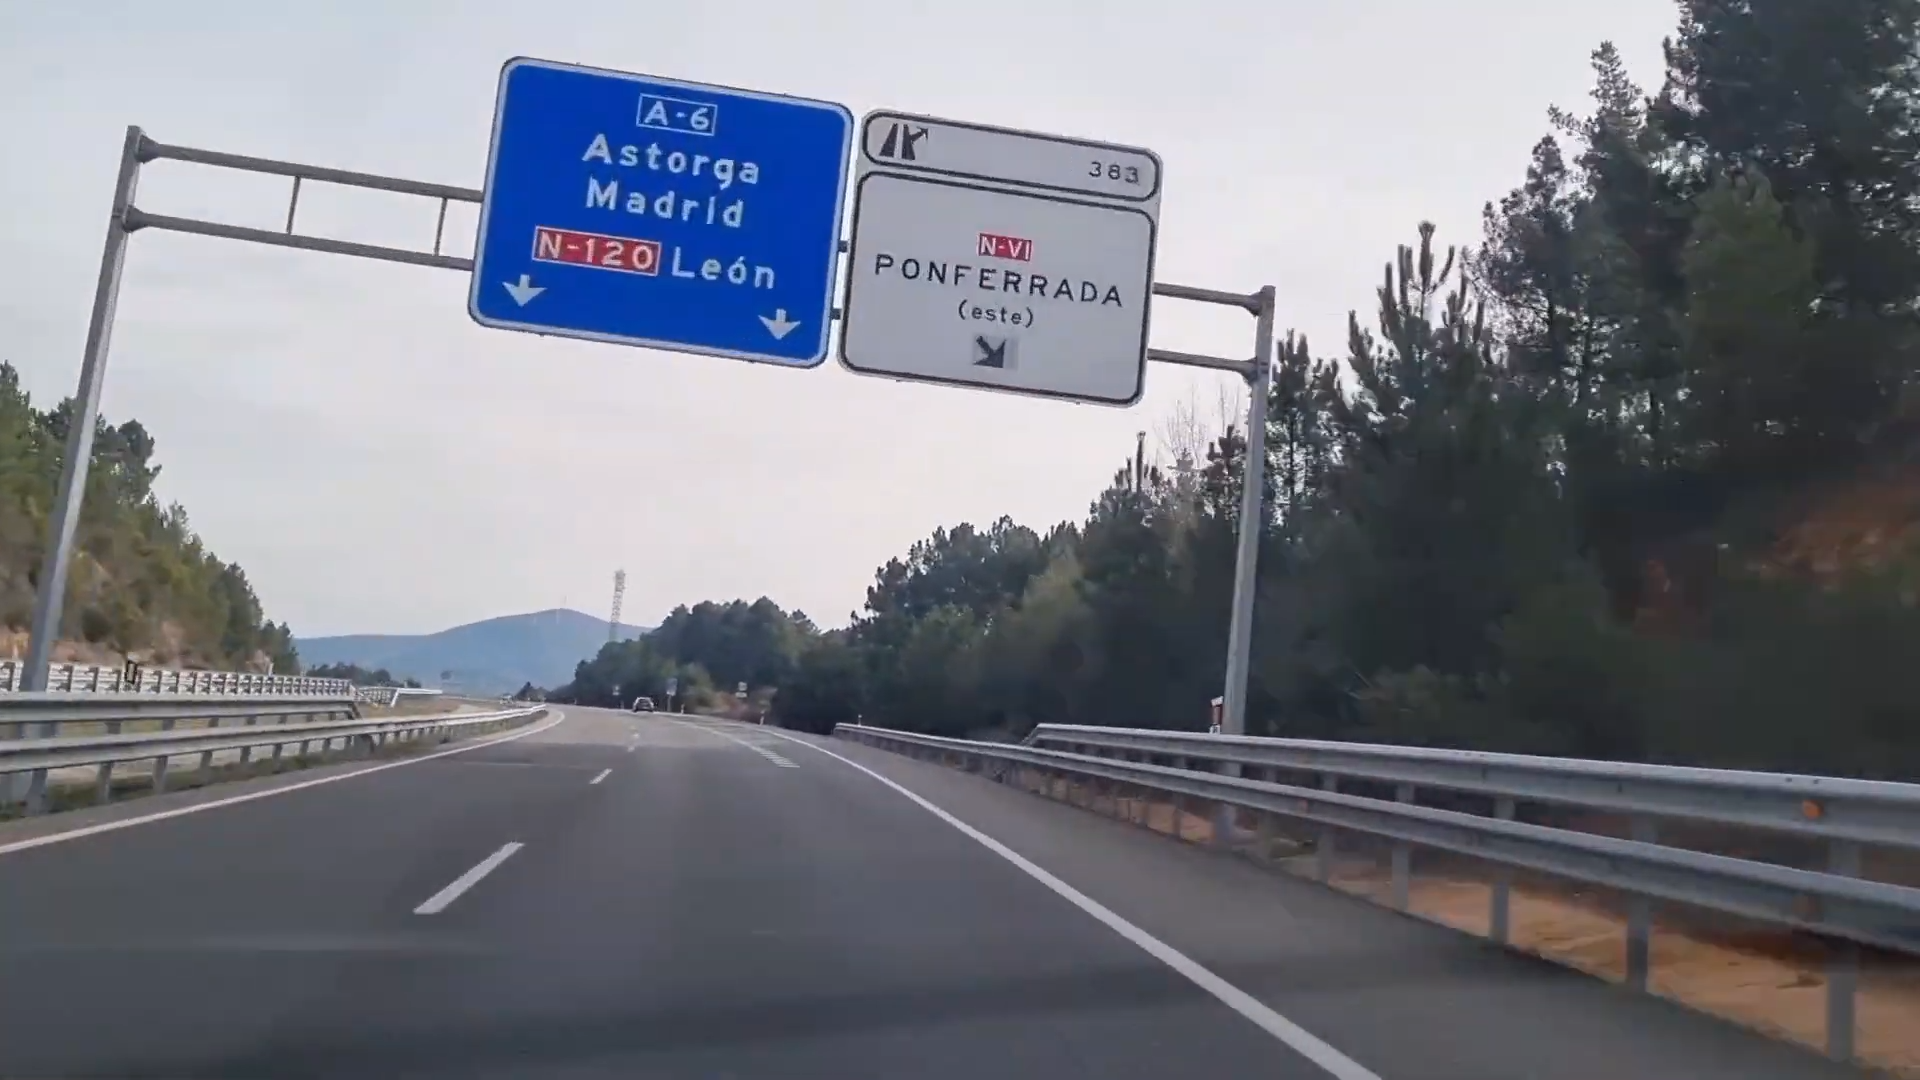 A-6
Astorga
Madrid
N-120 León
383
N-VI
PONFERRADA
(este)